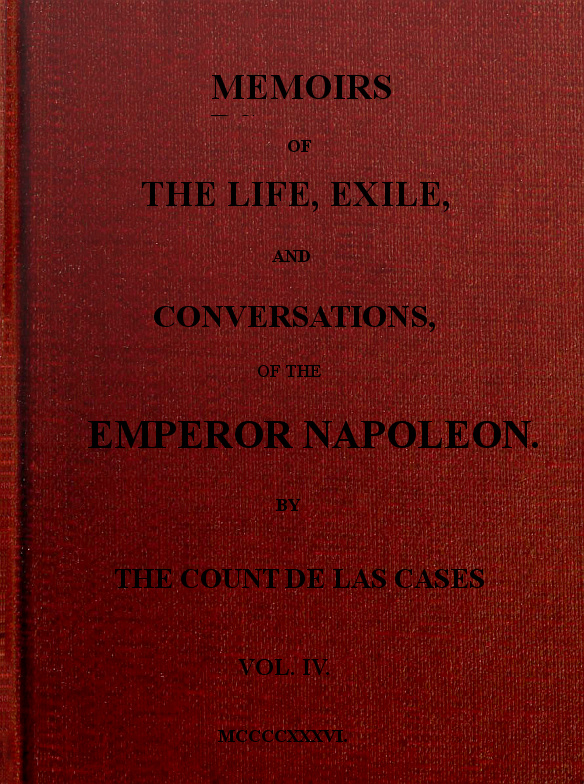 MEMOIRS
OF
THE LIFE, EXILE,
AND
CONVERSATIONS,
OF THE
EMPEROR NAPOLEON.
BY
THE COUNT DE LAS CASES
VOL. IV.
MCCCCXXXVI.